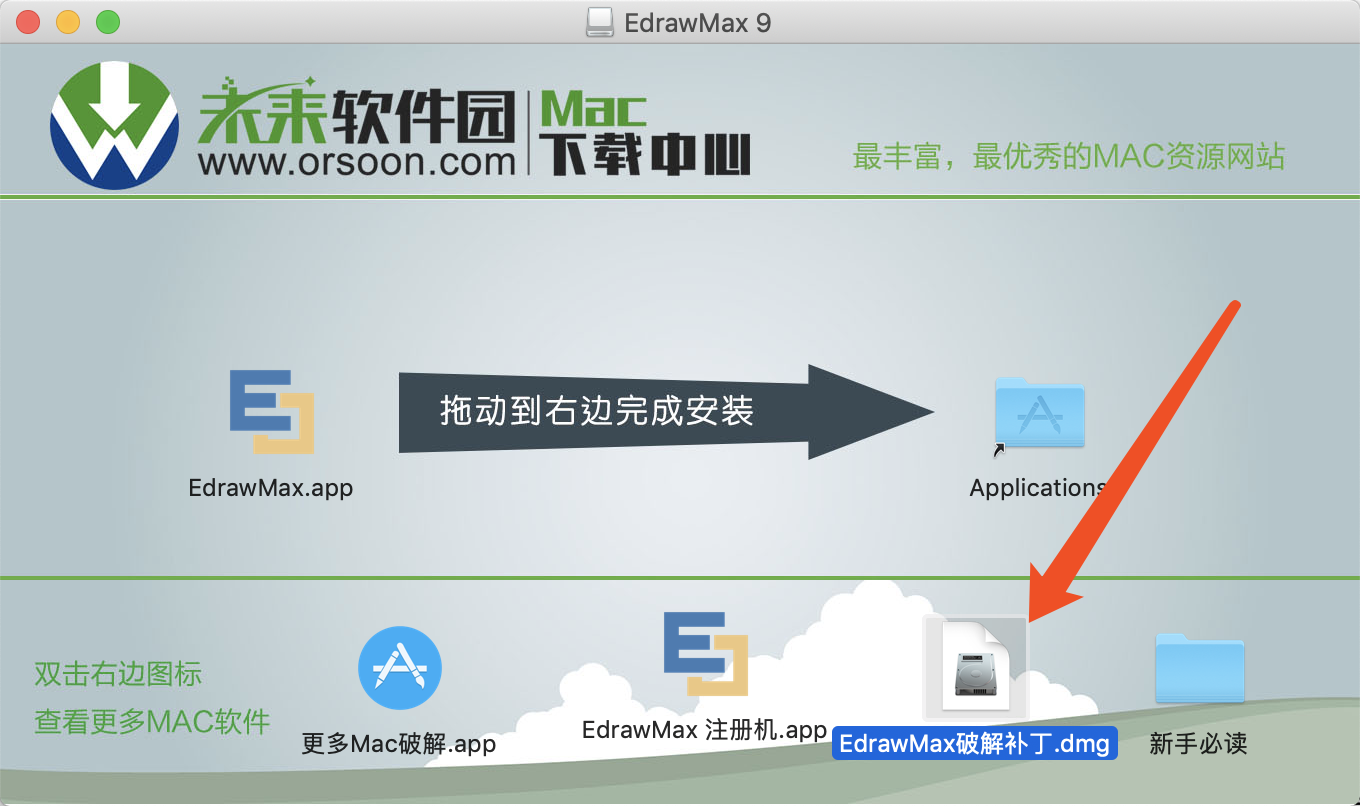 EdrawMax 9
未来软件园
www.orsoon.com
Mac
下载中心
最丰富，最优秀的MAC资源网站
拖动到右边完成安装
EdrawMax.app
Applications
双击右边图标
查看更多MAC软件
更多Mac破解.app
EdrawMax 注册机.app
EdrawMax破解补丁.dmg
新手必读